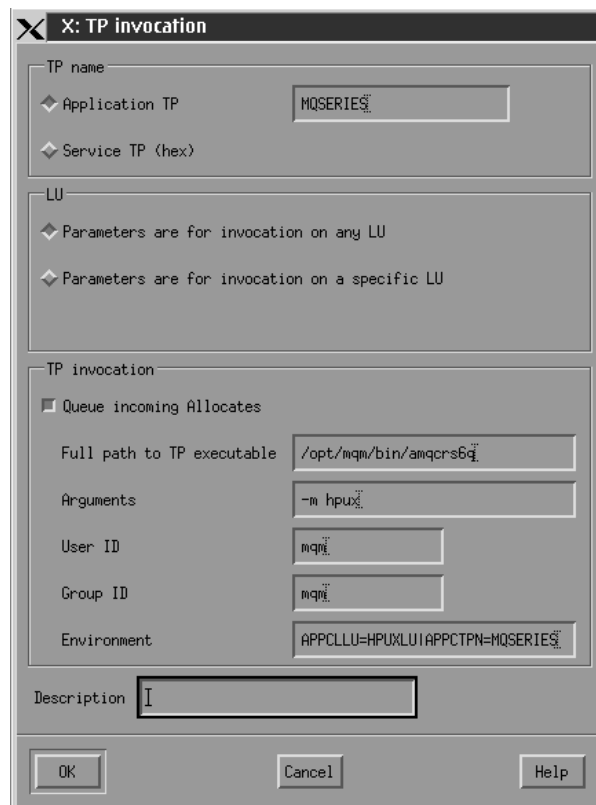 X: TP invocation
TP name
Application TP MQSERIES
Service TP (hex)
LU
Parameters are for invocation on any LU
Parameters are for invocation on a specific LU
TP invocation
Queue incoming Allocates
Full path to TP executable /opt/mqm/bin/amqcrs6a
Arguments -m hpux
User ID mqm
Group ID mqm
Environment APPCLLU=HPUXLU|APPCTPN=MQSERIES
Description
OK Cancel Help